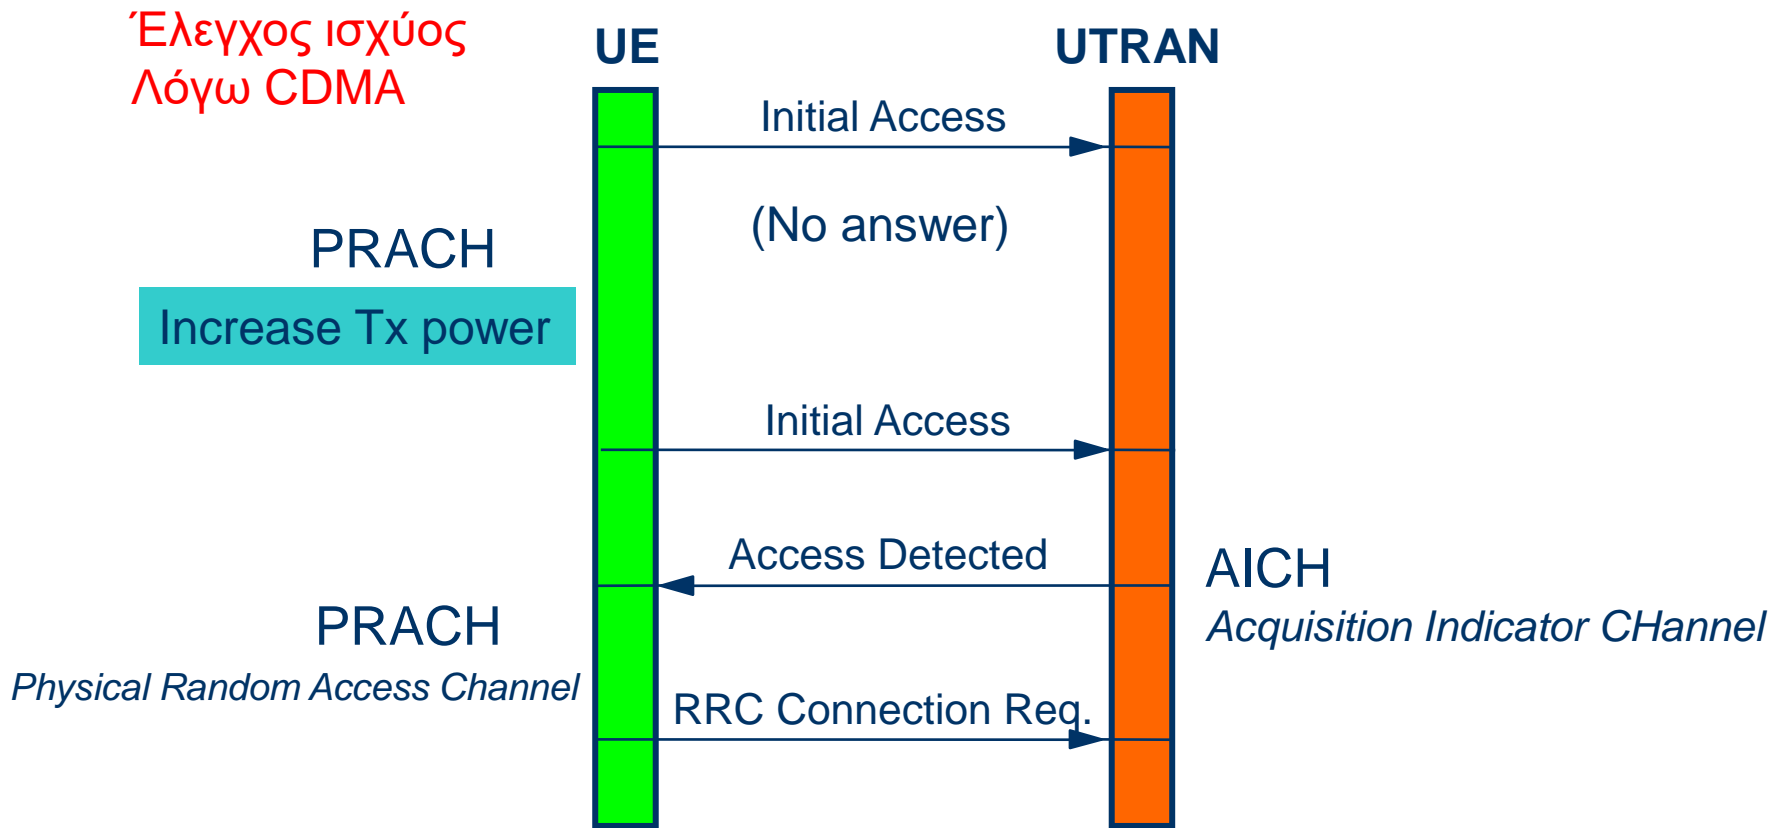 Έλεγχος ισχύος
Λόγω CDMA
UE
UTRAN
Initial Access
(No answer)
PRACH
Increase Tx power
Initial Access
Access Detected
AICH
Acquisition Indicator CHannel
PRACH
Physical Random Access Channel
RRC Connection Req.